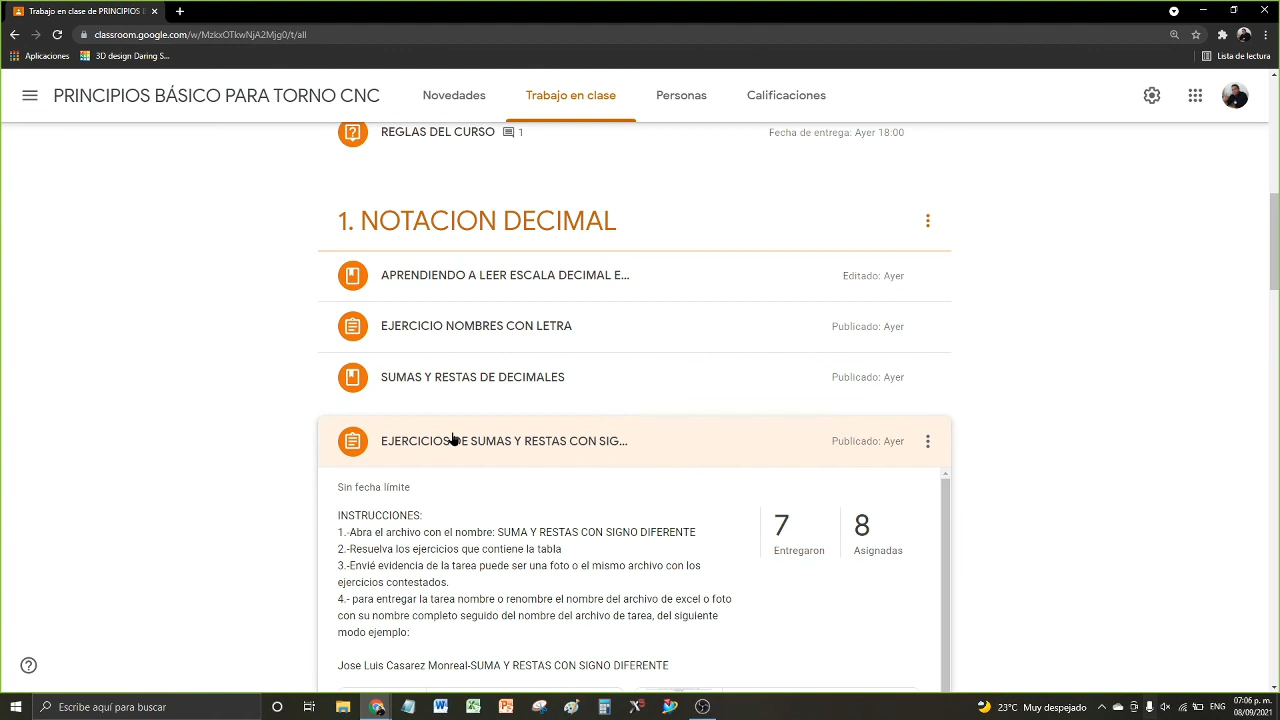 Trabajo en clase de PRINCIPIOS B
classroom.google.com/w/MzkxOTkwNjA2Mjg0/t/all
Aplicaciones
3D design Daring S...
Lista de lectura
PRINCIPIOS BÁSICO PARA TORNO CNC
Novedades
Trabajo en clase
Personas
Calificaciones
REGLAS DEL CURSO
1
Fecha de entrega: Ayer 18:00
1. NOTACION DECIMAL
APRENDIENDO A LEER ESCALA DECIMAL E...
Editado: Ayer
EJERCICIO NOMBRES CON LETRA
Publicado: Ayer
SUMAS Y RESTAS DE DECIMALES
Publicado: Ayer
EJERCICIOS DE SUMAS Y RESTAS CON SIG...
Publicado: Ayer
Sin fecha límite
INSTRUCCIONES:
1.-Abra el archivo con el nombre: SUMA Y RESTAS CON SIGNO DIFERENTE
2.-Resuelva los ejercicios que contiene la tabla
3.-Envié evidencia de la tarea puede ser una foto o el mismo archivo con los
ejercicios contestados.
4.- para entregar la tarea nombre o renombre el nombre del archivo de excel o foto
con su nombre completo seguido del nombre del archivo de tarea, del siguiente
modo ejemplo:
Jose Luis Casarez Monreal-SUMA Y RESTAS CON SIGNO DIFERENTE
7
Entregaron
8
Asignadas
Escribe aquí para buscar
23°C Muy despejado
ENG
07:06 p. m.
08/09/2021